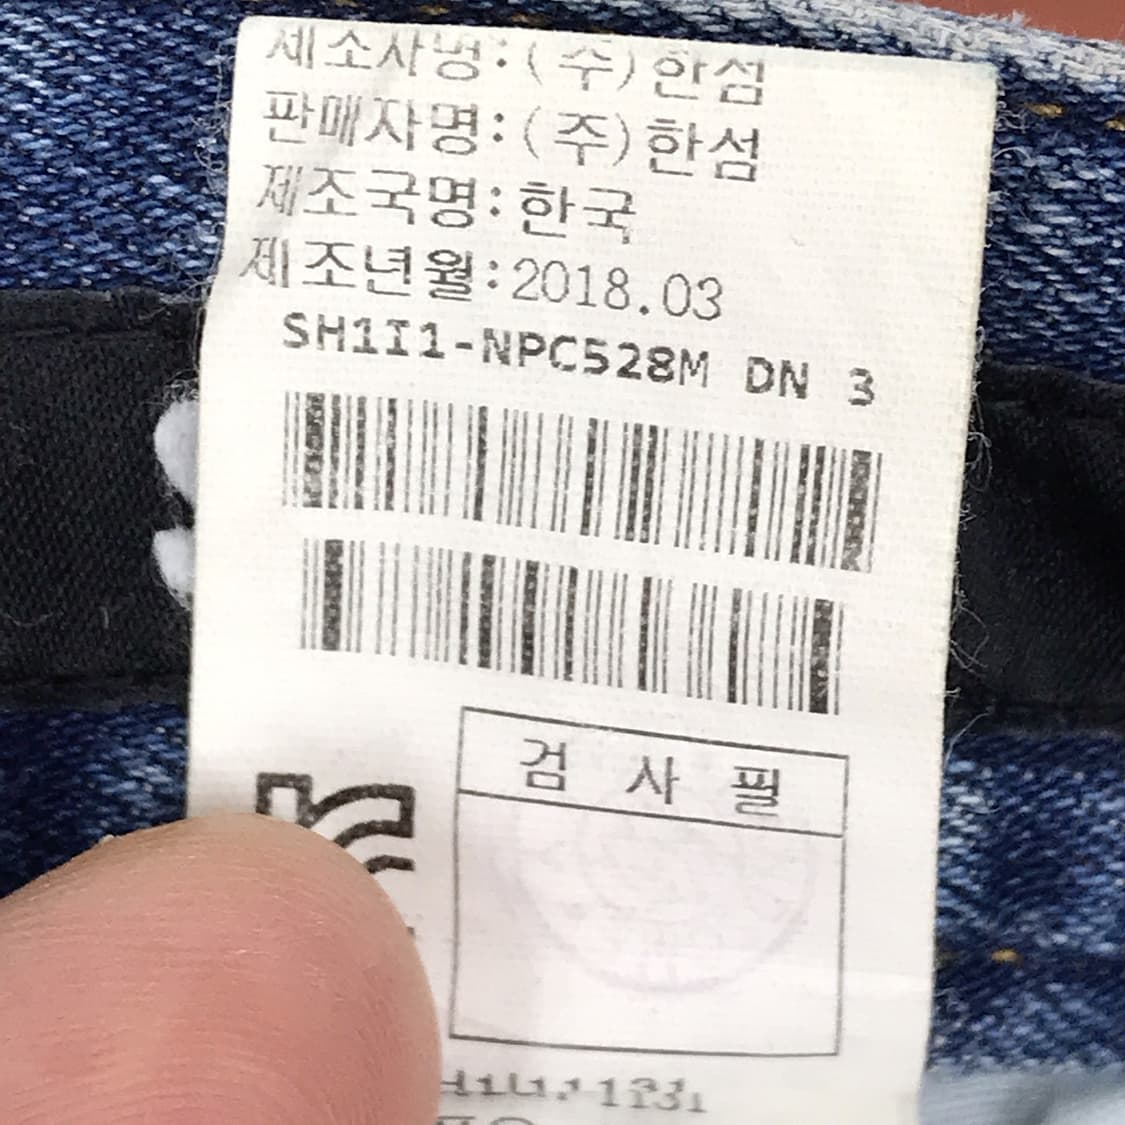 제조사명:(주)한섬
판매자명:(주)한섬
제조국명:한국
제조년월:2018.03
SH1I1-NPC528M DN 3
검 사 필